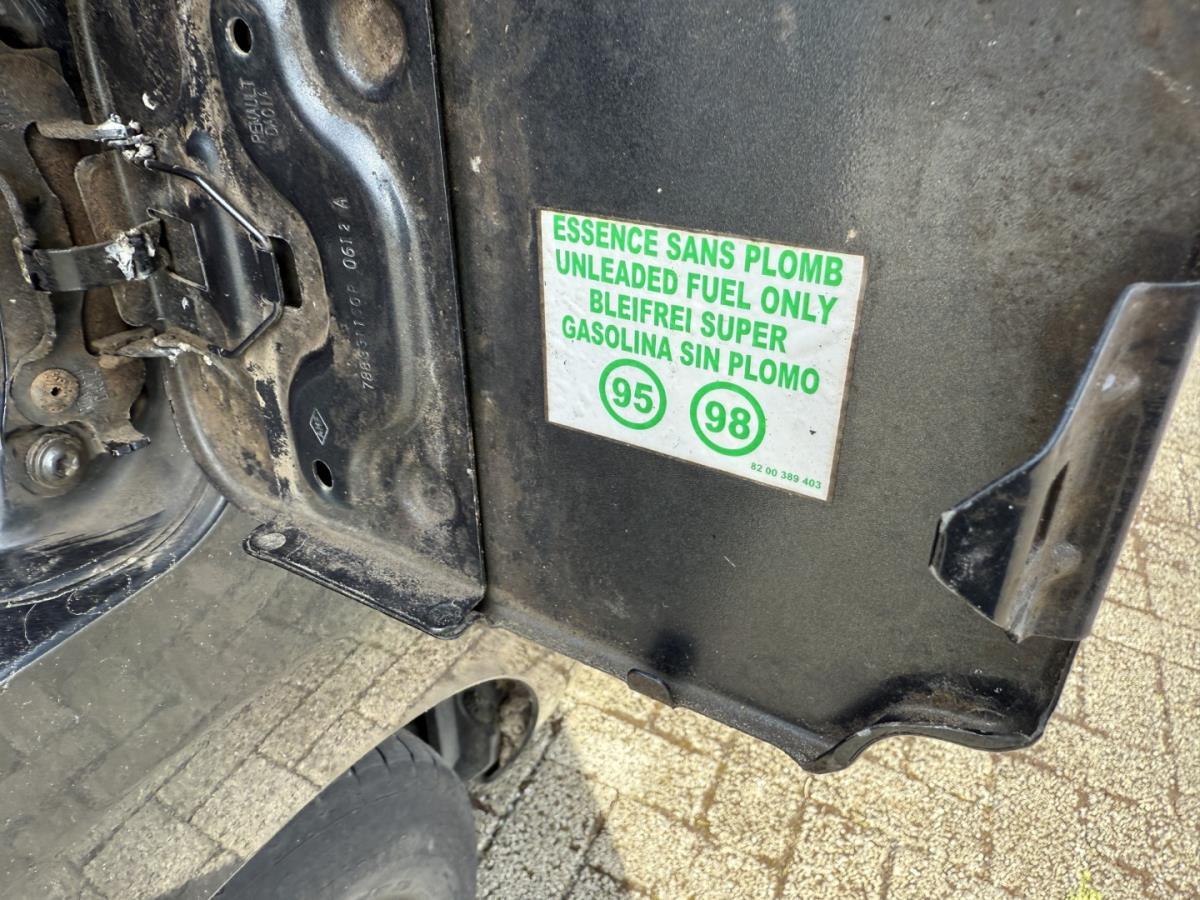 RENAULT
ESSENCE SANS PLOMB
UNLEADED FUEL ONLY
BLEIFREI SUPER
GASOLINA SIN PLOMO
95 98
82 00 389 403